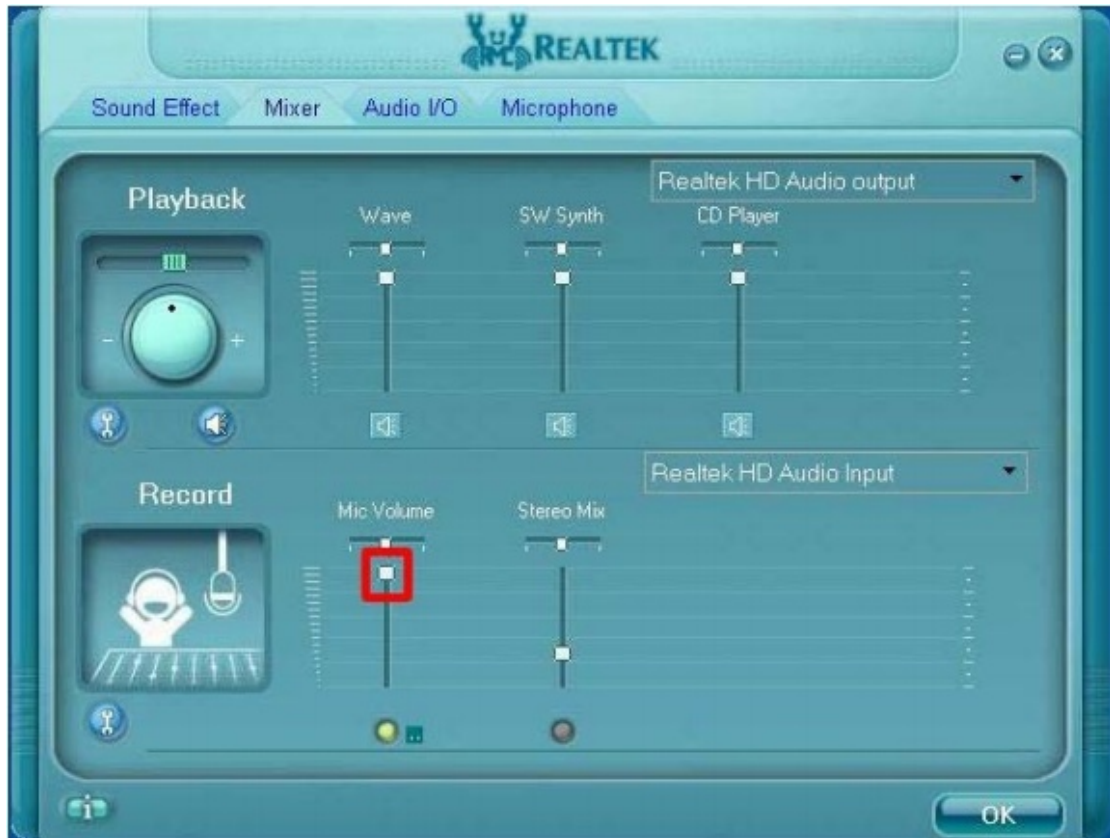 REALTEK
Sound Effect Mixer Audio I/O Microphone
Realtek HD Audio output
Playback
Wave SW Synth CD Player
- +
Realtek HD Audio Input
Record
Mic Volume Stereo Mix
i
OK